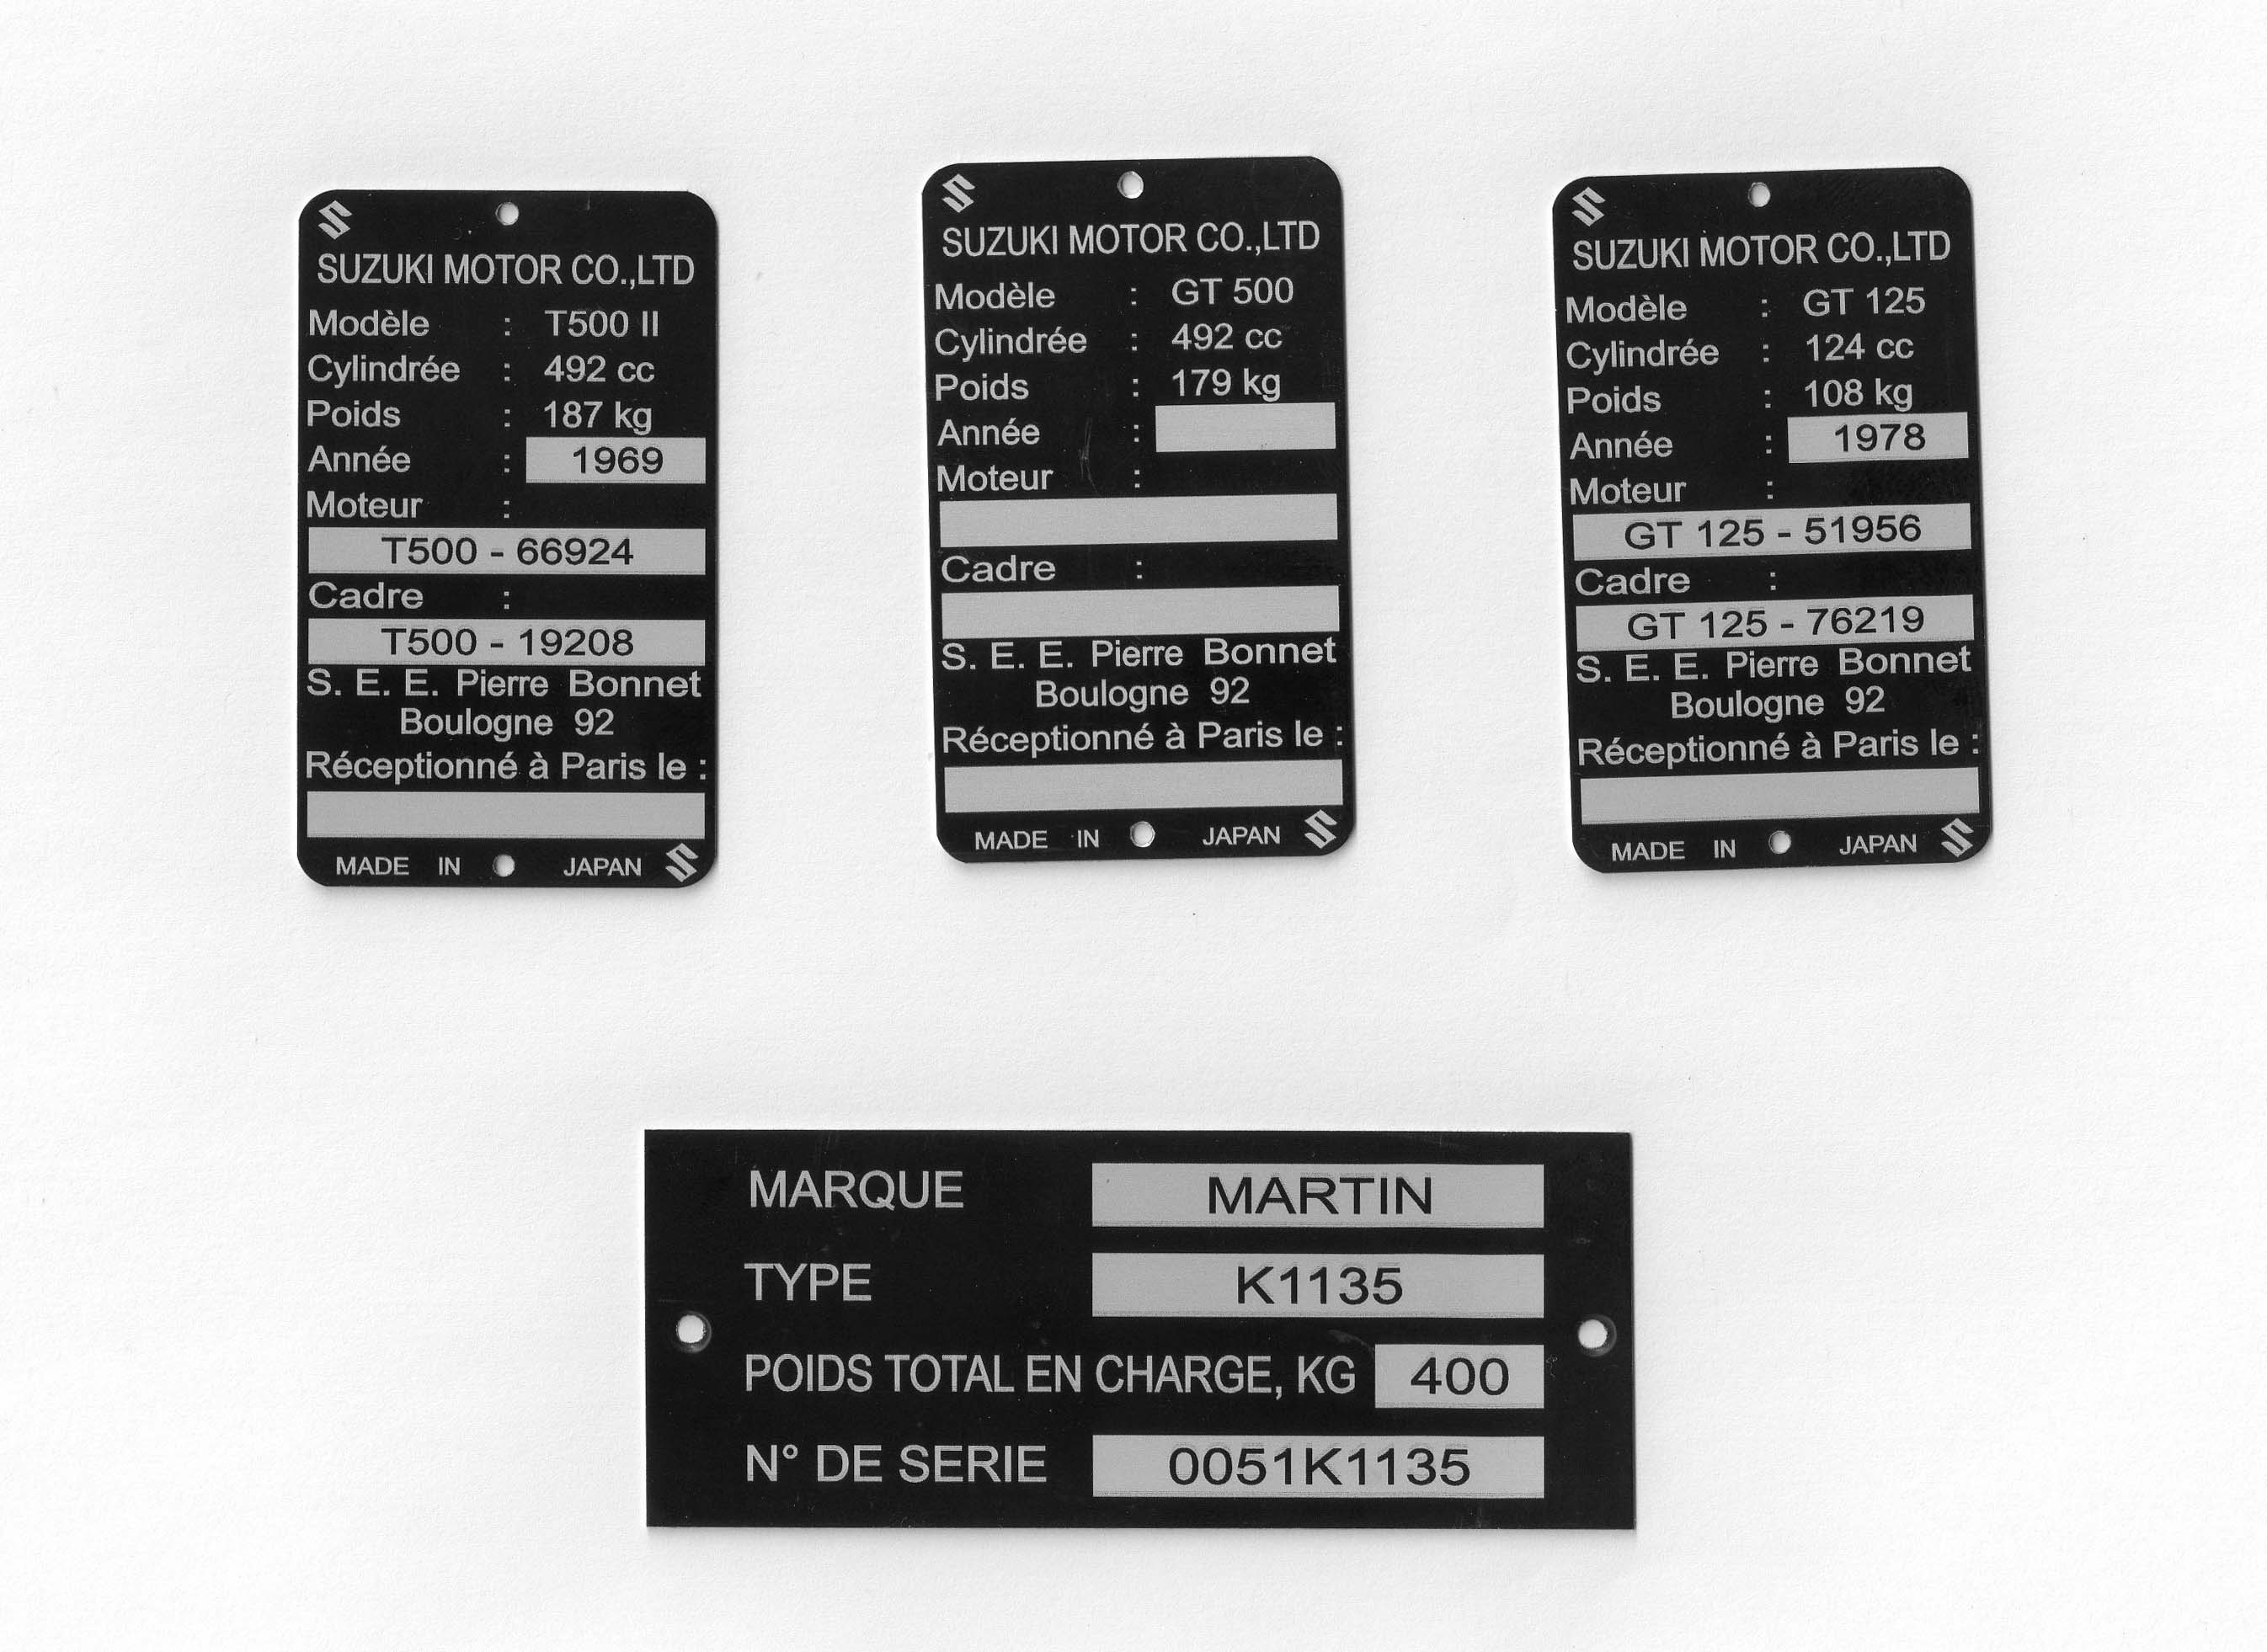 SUZUKI MOTOR CO.,LTD
Modèle : T500 II
Cylindrée : 492 cc
Poids : 187 kg
Année : 1969
Moteur :
T500 - 66924
Cadre :
T500 - 19208
S. E. E. Pierre Bonnet
Boulogne 92
Réceptionné à Paris le :
MADE IN JAPAN
SUZUKI MOTOR CO.,LTD
Modèle : GT 500
Cylindrée : 492 cc
Poids : 179 kg
Année :
Moteur :
Cadre :
S. E. E. Pierre Bonnet
Boulogne 92
Réceptionné à Paris le :
MADE IN JAPAN
SUZUKI MOTOR CO.,LTD
Modèle : GT 125
Cylindrée : 124 cc
Poids : 108 kg
Année : 1978
Moteur :
GT 125 - 51956
Cadre :
GT 125 - 76219
S. E. E. Pierre Bonnet
Boulogne 92
Réceptionné à Paris le :
MADE IN JAPAN
MARQUE MARTIN
TYPE K1135
POIDS TOTAL EN CHARGE, KG 400
N° DE SERIE 0051K1135